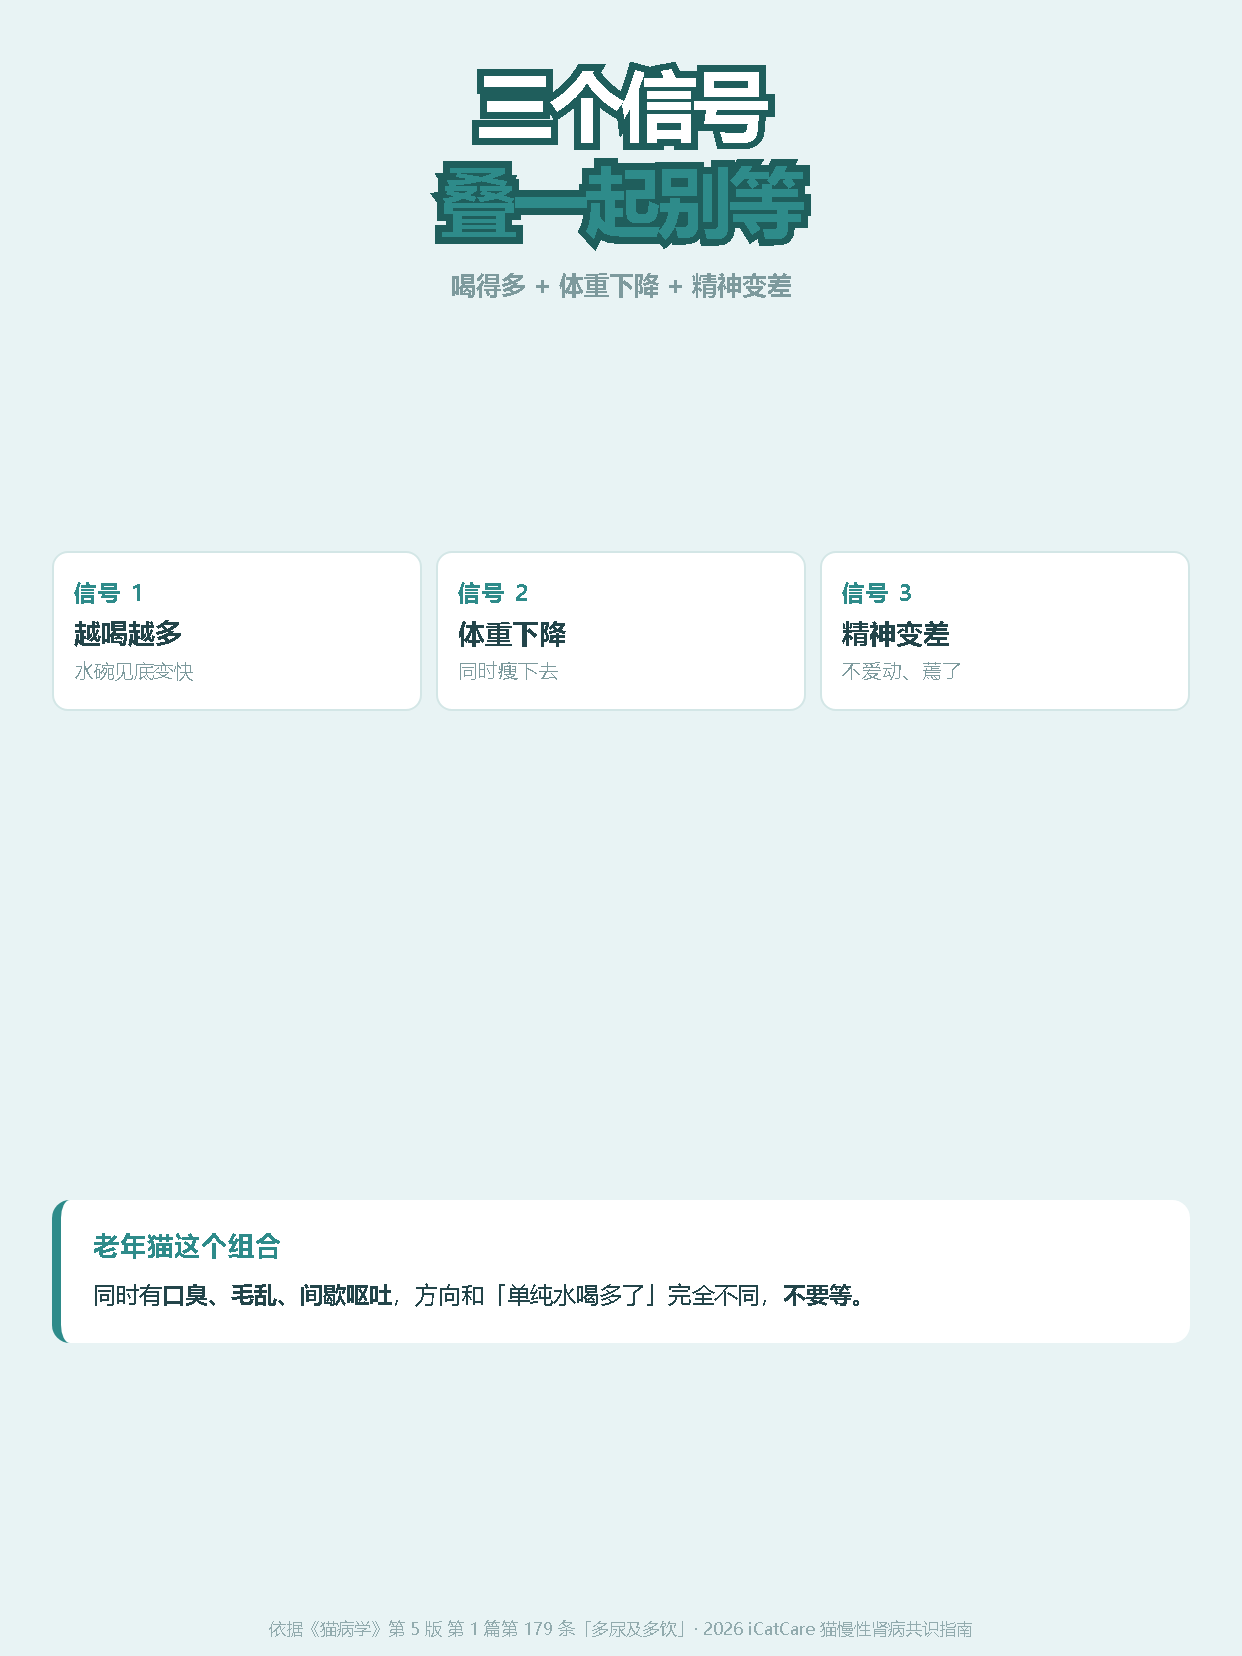 三个信号
叠一起别等
喝得多 + 体重下降 + 精神变差
信号 1
越喝越多
水碗见底变快
信号 2
体重下降
同时瘦下去
信号 3
精神变差
不爱动、蔫了
老年猫这个组合
同时有口臭、毛乱、间歇呕吐，方向和「单纯水喝多了」完全不同，不要等。
依据《猫病学》第 5 版 第 1 篇第 179 条「多尿及多饮」· 2026 iCatCare 猫慢性肾病共识指南